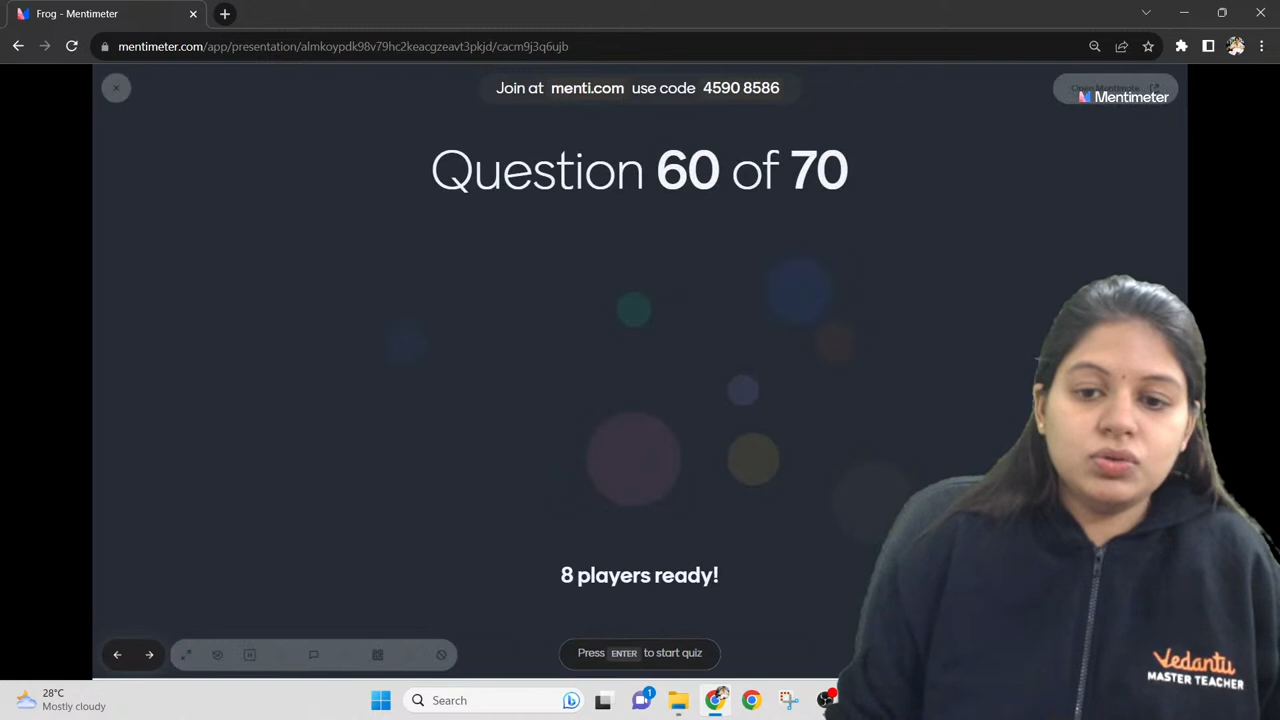 Frog - Mentimeter
mentimeter.com/app/presentation/almkoypdk98v79hc2keacgzeavt3pkjd/cacm9j3q6ujb
Join at menti.com use code 4590 8586
Mentimeter
Question 60 of 70
8 players ready!
Press ENTER to start quiz
Vedantu
MASTER TEACHER
28°C
Mostly cloudy
Search
1